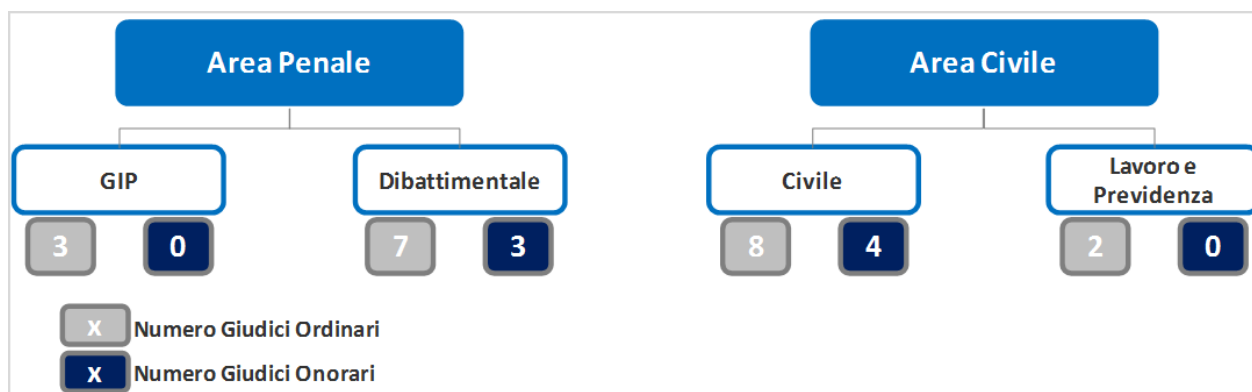 Area Penale
Area Civile
GIP
Dibattimentale
Civile
Lavoro e
Previdenza
3 0 7 3 8 4 2 0
x Numero Giudici Ordinari
x Numero Giudici Onorari